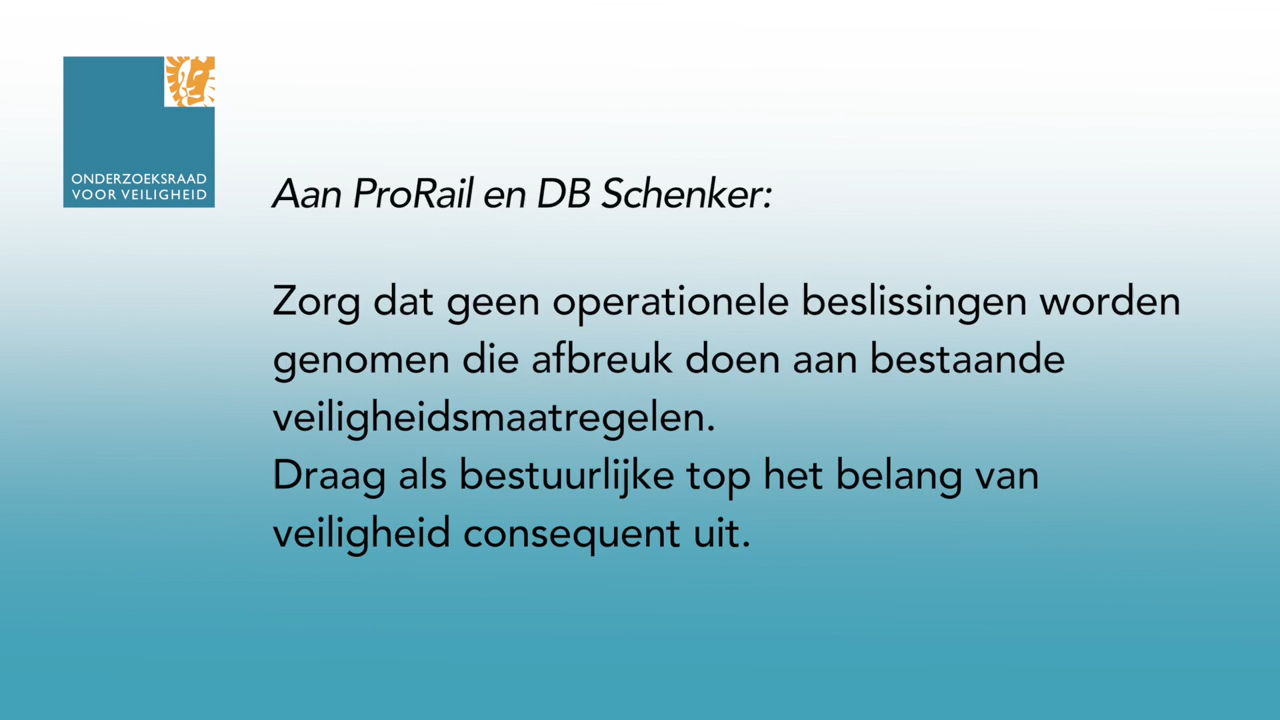 ONDERZOEKSRAAD
VOOR VEILIGHEID
Aan ProRail en DB Schenker:
Zorg dat geen operationele beslissingen worden
genomen die afbreuk doen aan bestaande
veiligheidsmaatregelen.
Draag als bestuurlijke top het belang van
veiligheid consequent uit.